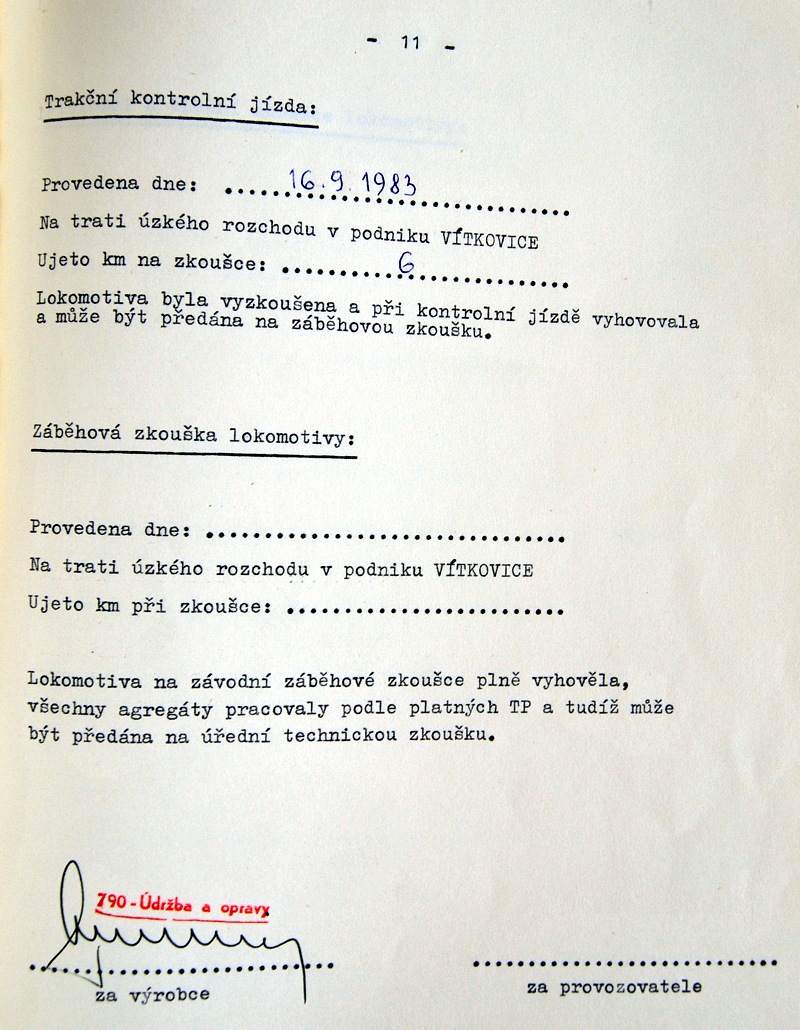 - 11 -
Trakční kontrolní jízda:
Provedena dne: ......16.9.1983..................
Na trati úzkého rozchodu v podniku VÍTKOVICE
Ujeto km na zkoušce: ..........6..............
Lokomotiva byla vyzkoušena a při kontrolní jízdě vyhovovala
a může být předána na záběhovou zkoušku.
Záběhová zkouška lokomotivy:
Provedena dne: ...............................
Na trati úzkého rozchodu v podniku VÍTKOVICE
Ujeto km při zkoušce: ........................
Lokomotiva na závodní záběhové zkoušce plně vyhověla,
všechny agregáty pracovaly podle platných TP a tudíž může
být předána na úřední technickou zkoušku.
790-Údržba a opravy
za výrobce
za provozovatele